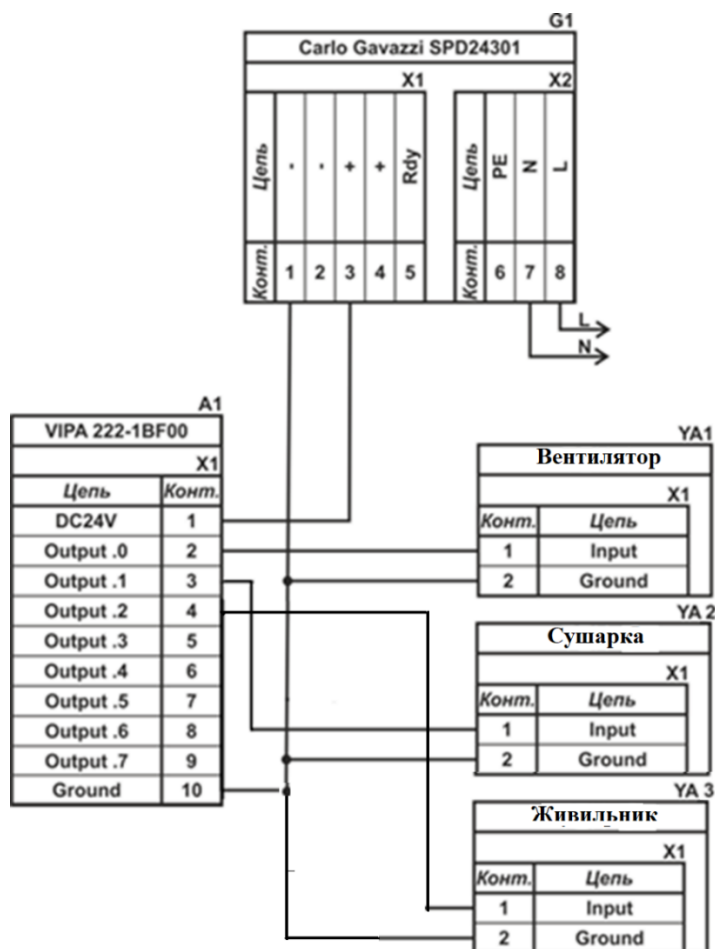 G1
Carlo Gavazzi SPD24301
X1 X2
Цепь - - + + Rdy Цепь PE N L
Конт. 1 2 3 4 5 Конт. 6 7 8
L
N
A1
VIPA 222-1BF00
X1
Цепь Конт.
DC24V 1
Output .0 2
Output .1 3
Output .2 4
Output .3 5
Output .4 6
Output .5 7
Output .6 8
Output .7 9
Ground 10
YA1
Вентилятор
X1
Конт. Цепь
1 Input
2 Ground
YA 2
Сушарка
X1
Конт. Цепь
1 Input
2 Ground
YA 3
Живильник
X1
Конт. Цепь
1 Input
2 Ground